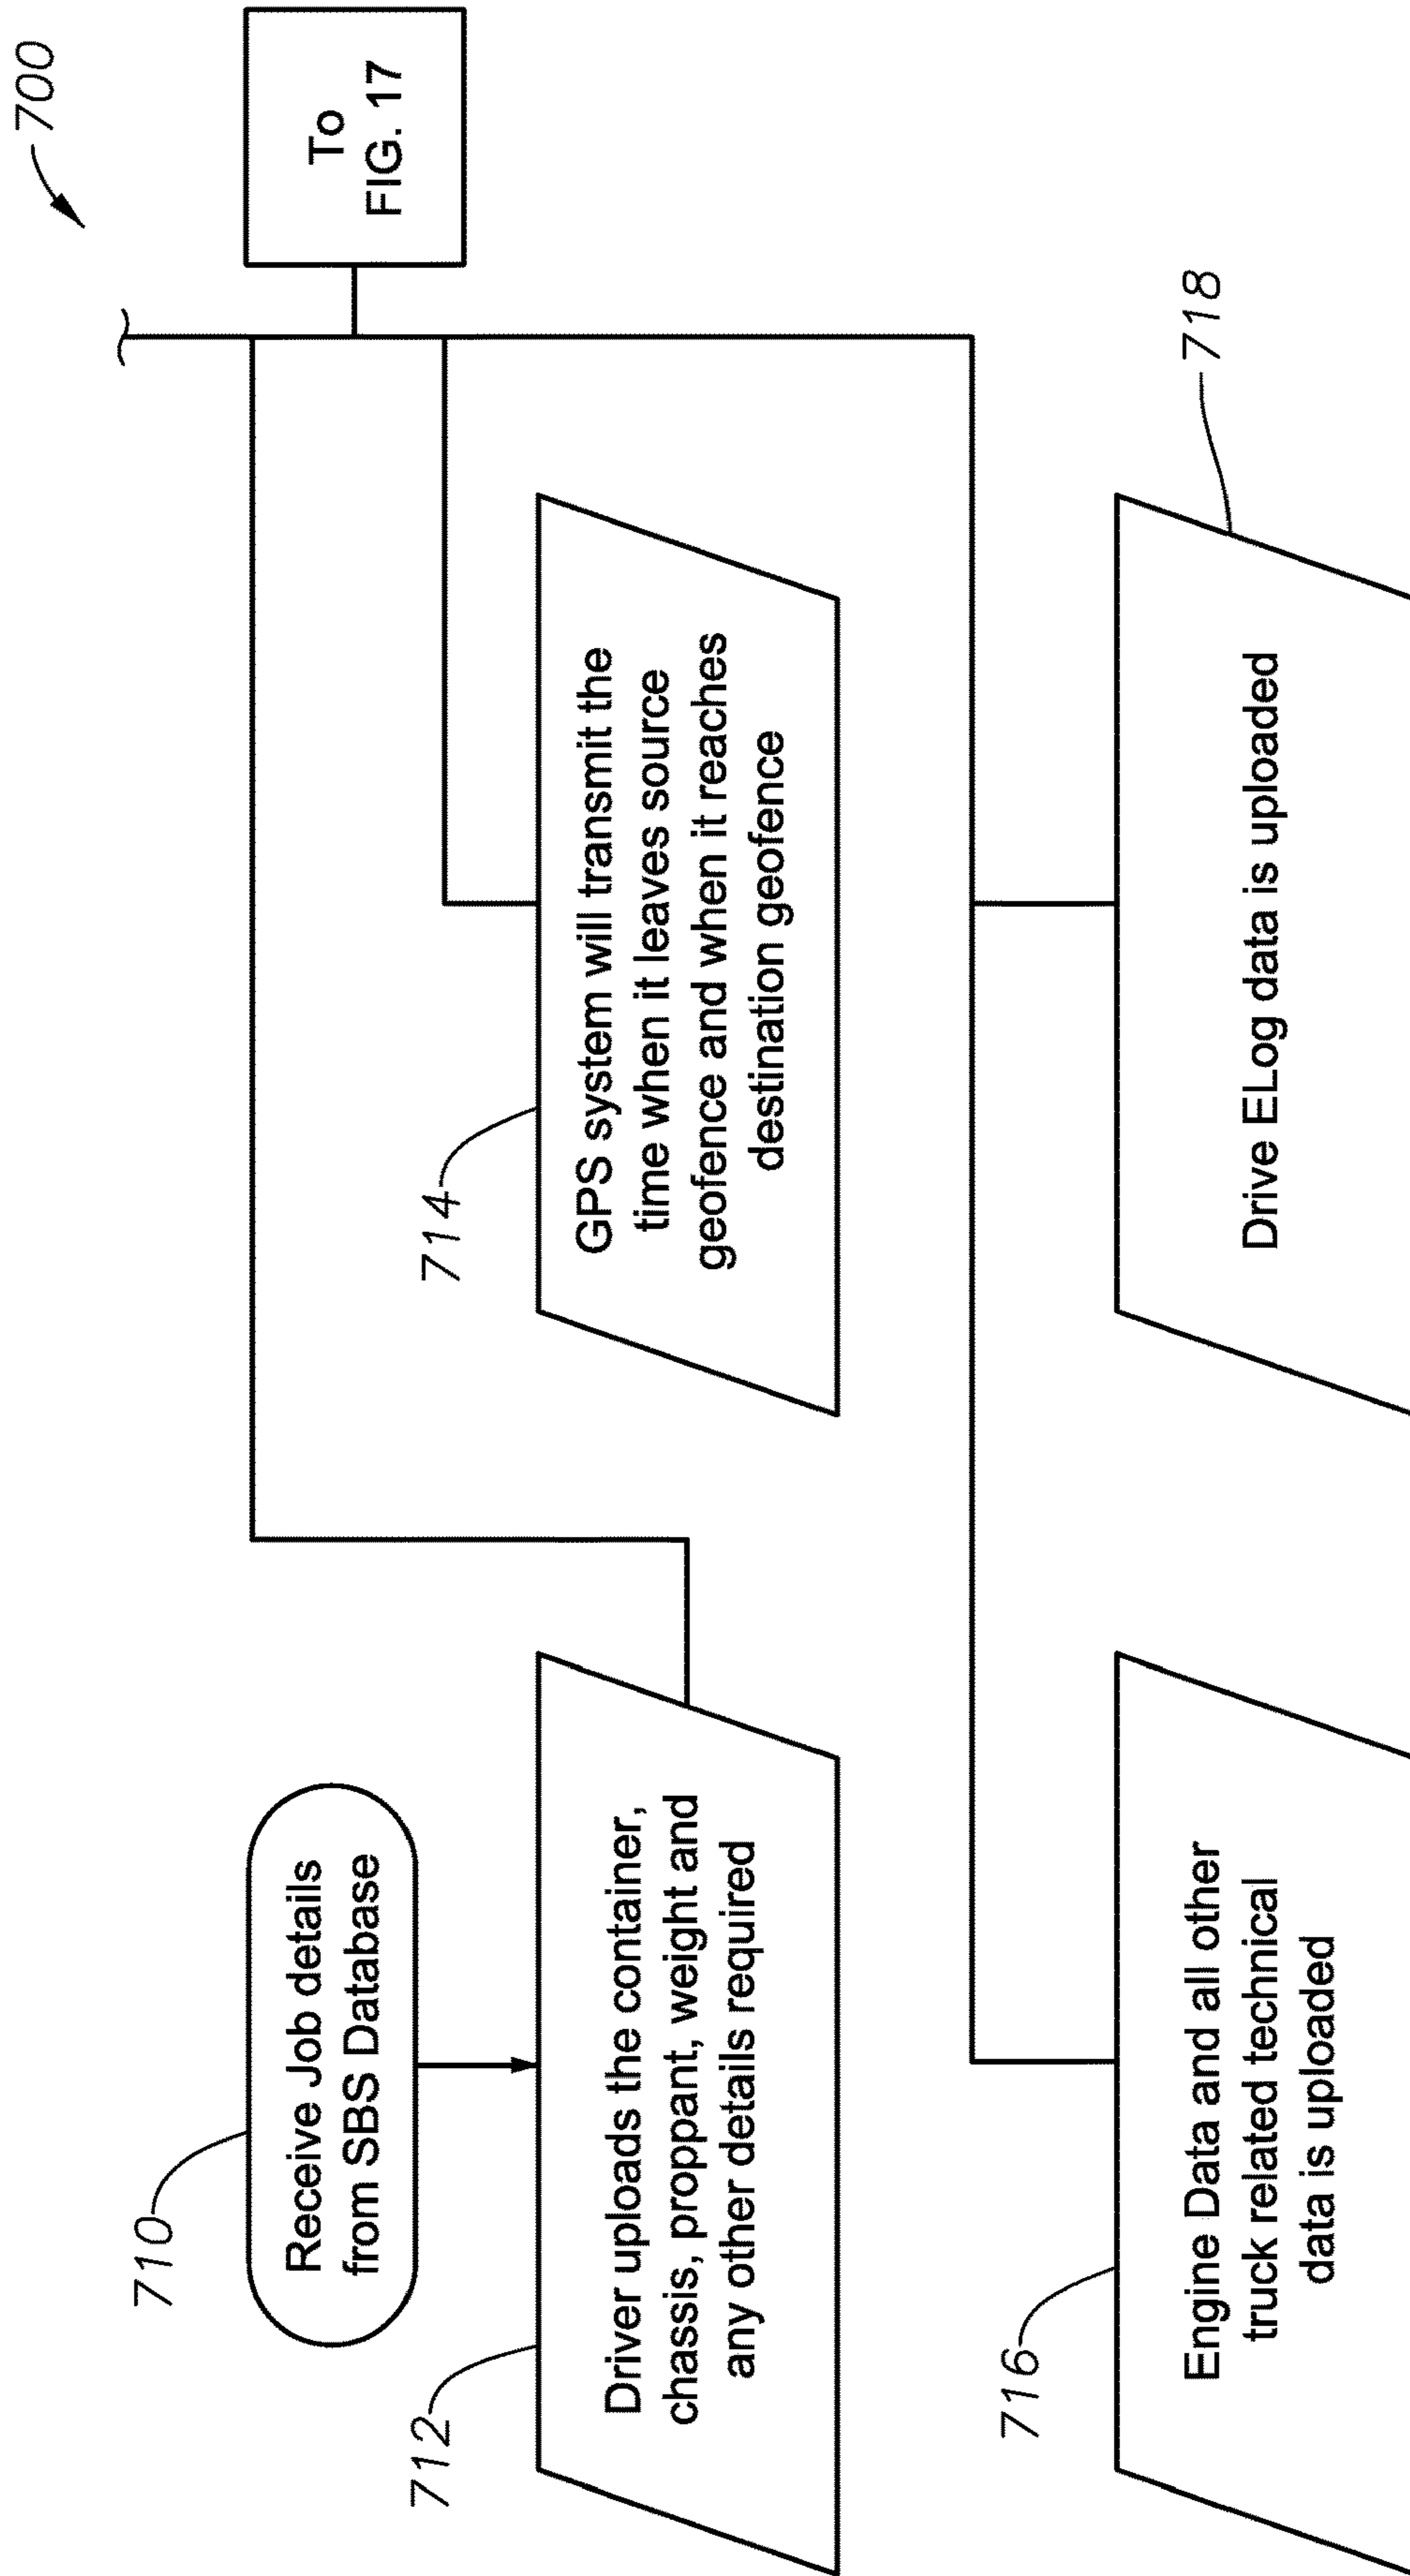 700
To
FIG. 17
710
Receive Job details
from SBS Database
712
Driver uploads the container,
chassis, proppant, weight and
any other details required
714
GPS system will transmit the
time when it leaves source
geofence and when it reaches
destination geofence
716
Engine Data and all other
truck related technical
data is uploaded
718
Drive ELog data is uploaded